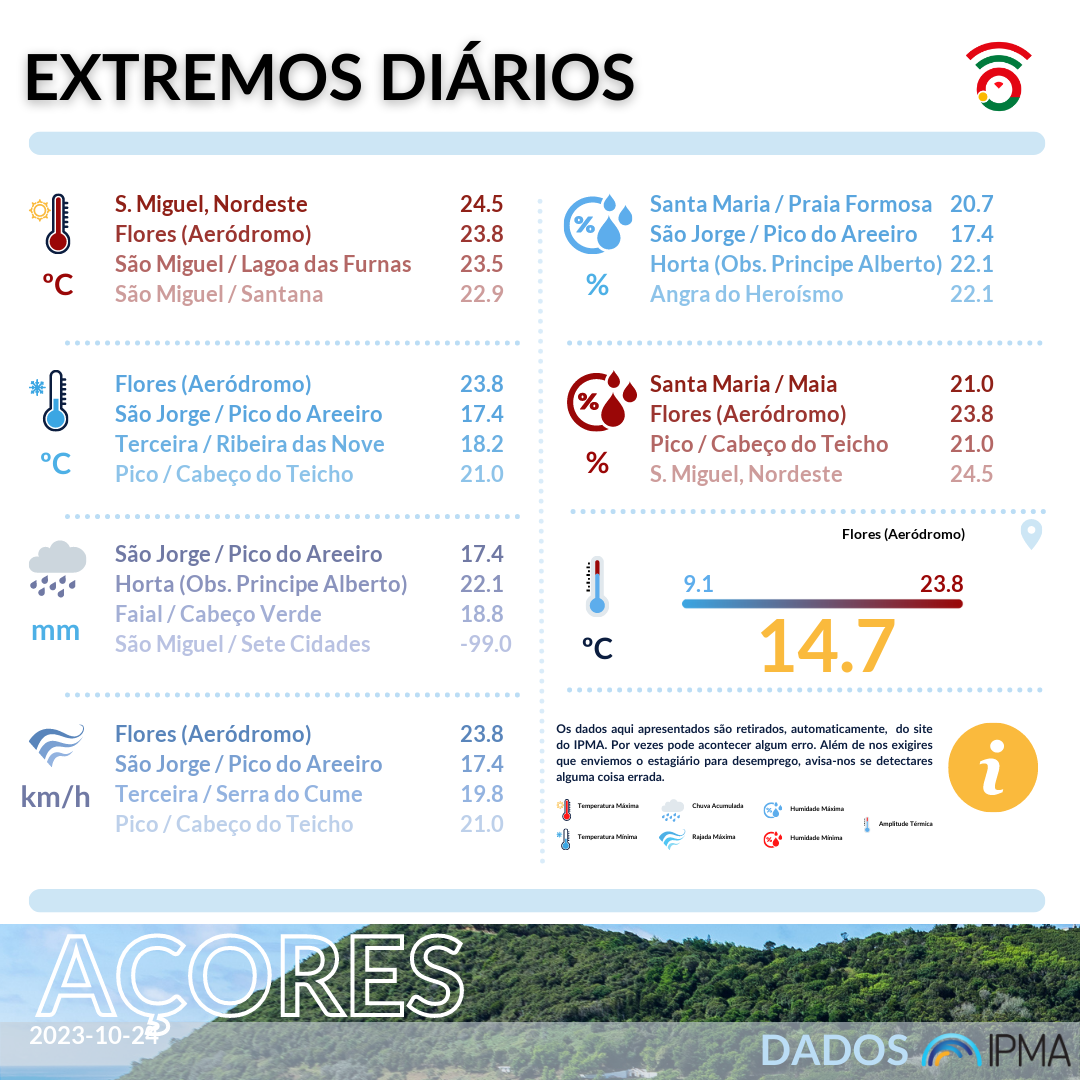 EXTREMOS DIÁRIOS
S. Miguel, Nordeste 24.5
Flores (Aeródromo) 23.8
São Miguel / Lagoa das Furnas 23.5
São Miguel / Santana 22.9
ºC
Flores (Aeródromo) 23.8
São Jorge / Pico do Areeiro 17.4
Terceira / Ribeira das Nove 18.2
Pico / Cabeço do Teicho 21.0
ºC
São Jorge / Pico do Areeiro 17.4
Horta (Obs. Principe Alberto) 22.1
Faial / Cabeço Verde 18.8
São Miguel / Sete Cidades -99.0
mm
Flores (Aeródromo) 23.8
São Jorge / Pico do Areeiro 17.4
Terceira / Serra do Cume 19.8
Pico / Cabeço do Teicho 21.0
km/h
%
Santa Maria / Praia Formosa 20.7
São Jorge / Pico do Areeiro 17.4
Horta (Obs. Principe Alberto) 22.1
Angra do Heroísmo 22.1
%
%
Santa Maria / Maia 21.0
Flores (Aeródromo) 23.8
Pico / Cabeço do Teicho 21.0
S. Miguel, Nordeste 24.5
%
Flores (Aeródromo)
9.1 23.8
14.7
ºC
Os dados aqui apresentados são retirados, automaticamente, do site
do IPMA. Por vezes pode acontecer algum erro. Além de nos exigires
que enviemos o estagiário para desemprego, avisa-nos se detectares
alguma coisa errada.
i
Temperatura Máxima Chuva Acumulada Humidade Máxima
Amplitude Térmica
Temperatura Mínima Rajada Máxima Humidade Mínima
AÇORES
2023-10-24
DADOS IPMA